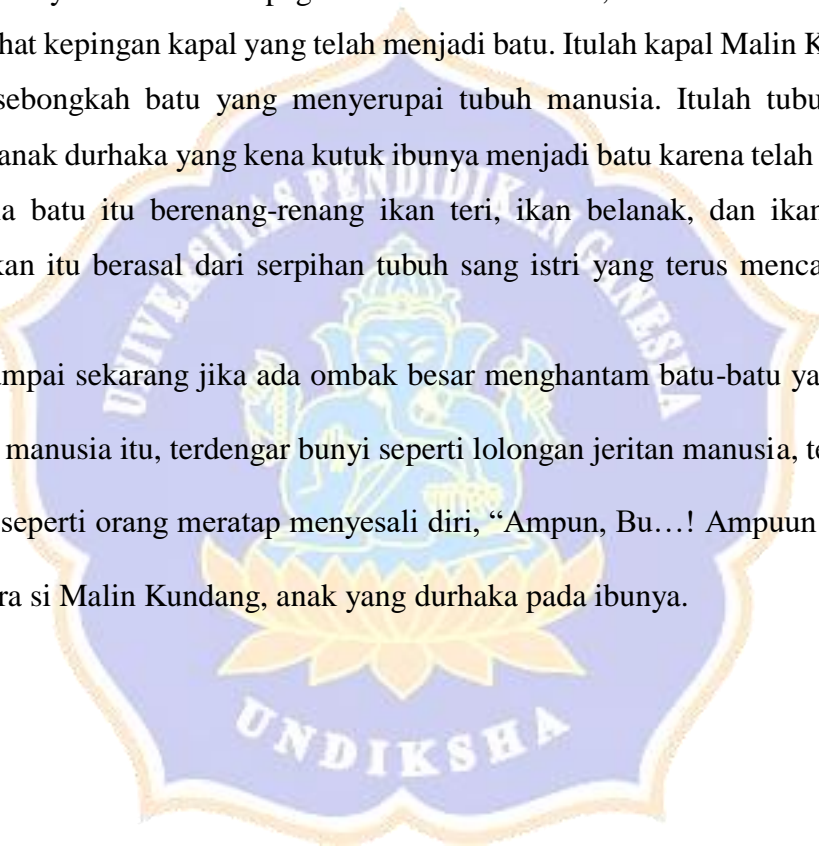 hat kepingan kapal yang telah menjadi batu. Itulah kapal Malin K
sebongkah batu yang menyerupai tubuh manusia. Itulah tubu
anak durhaka yang kena kutuk ibunya menjadi batu karena telah
a batu itu berenang-renang ikan teri, ikan belanak, dan ikan
kan itu berasal dari serpihan tubuh sang istri yang terus menca
mpai sekarang jika ada ombak besar menghantam batu-batu ya
manusia itu, terdengar bunyi seperti lolongan jeritan manusia, te
seperti orang meratap menyesali diri, “Ampun, Bu…! Ampuun
ra si Malin Kundang, anak yang durhaka pada ibunya.
UNIVERSITAS PENDIDIKAN GANESHA
UNDIKSHA